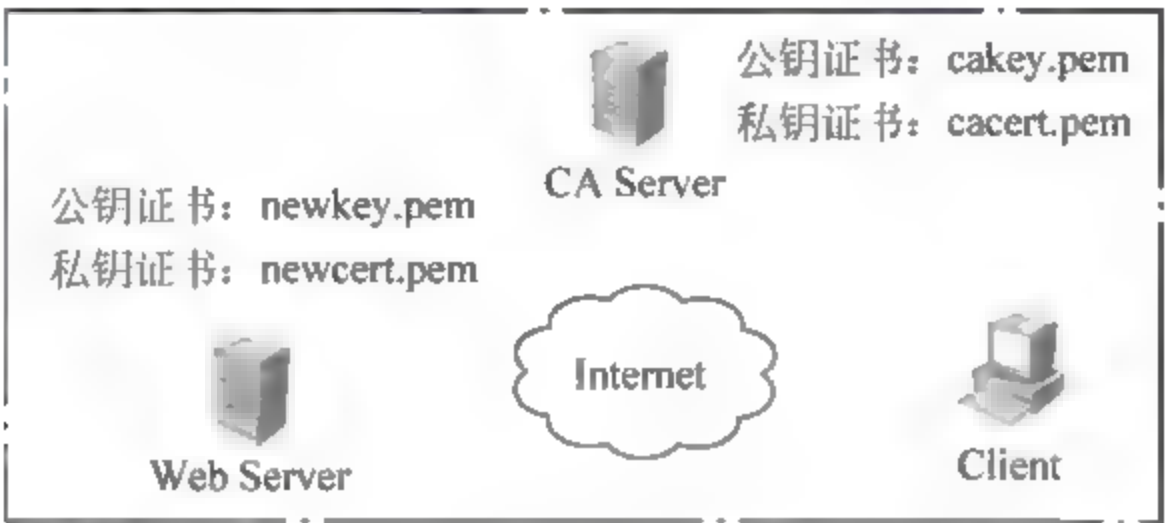 公钥证书：cakey.pem
私钥证书：cacert.pem
CA Server
公钥证书：newkey.pem
私钥证书：newcert.pem
Internet
Web Server
Client